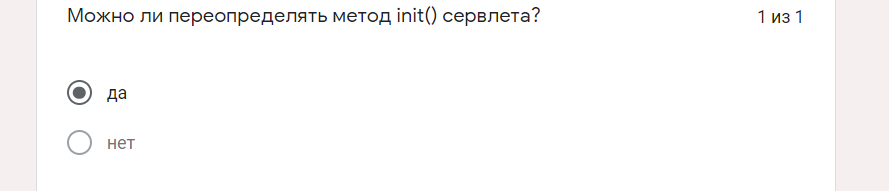 Можно ли переопределять метод init() сервлета?
1 из 1
да
нет